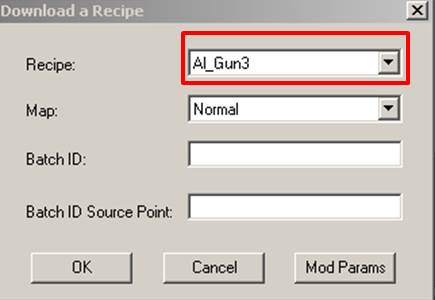 Download a Recipe
Recipe: Al_Gun3
Map: Normal
Batch ID:
Batch ID Source Point:
OK Cancel Mod Params